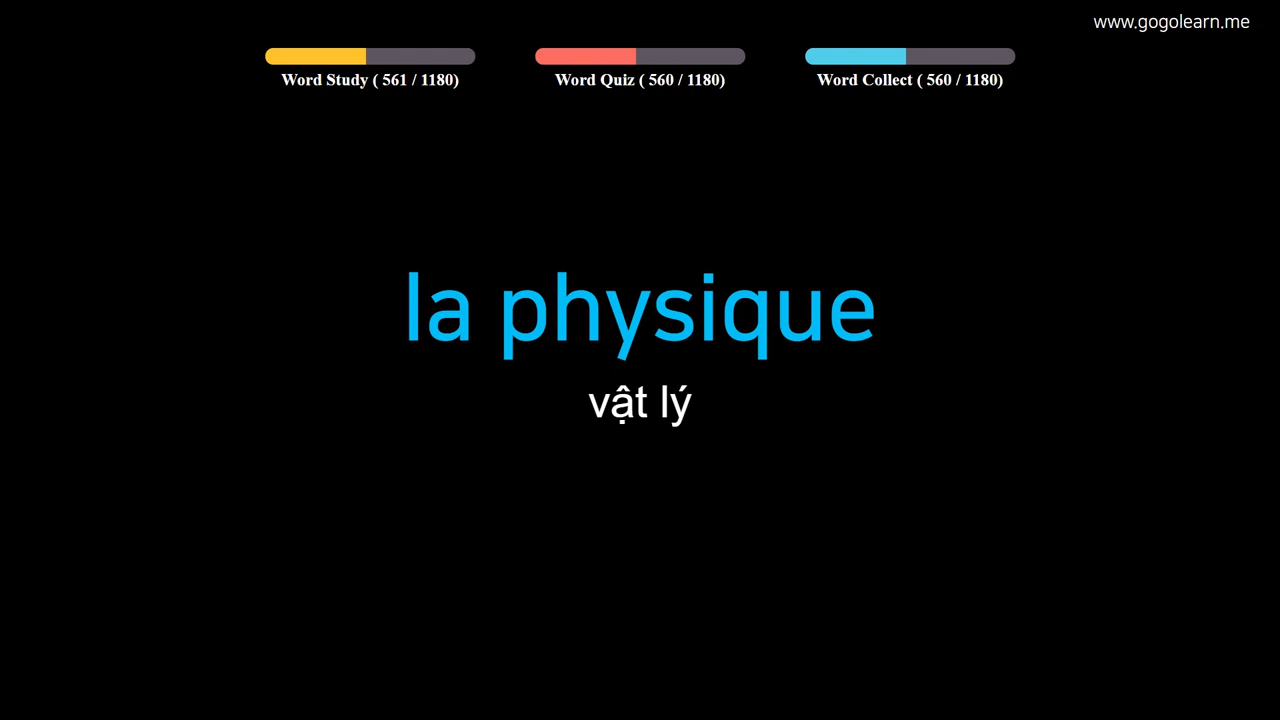 www.gogolearn.me
Word Study ( 561 / 1180)
Word Quiz ( 560 / 1180)
Word Collect ( 560 / 1180)
la physique
vật lý